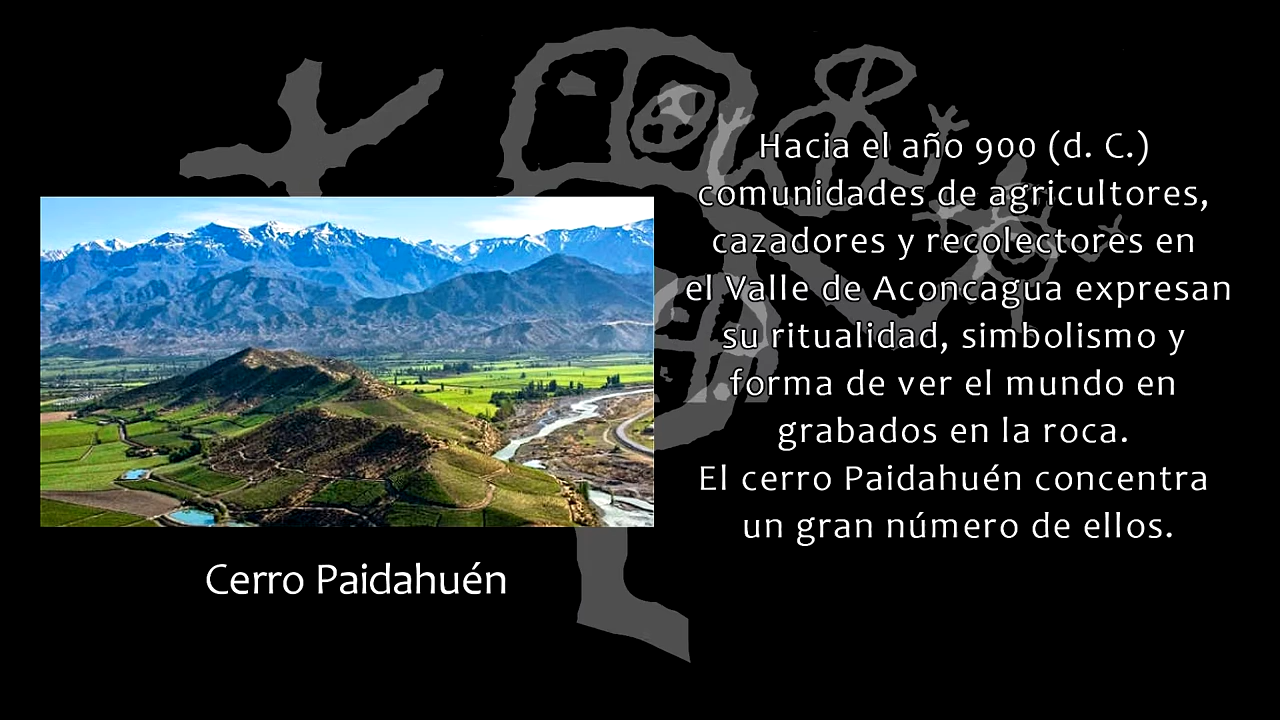 Hacia el año 900 (d. C.)
comunidades de agricultores,
cazadores y recolectores en
el Valle de Aconcagua expresan
su ritualidad, simbolismo y
forma de ver el mundo en
grabados en la roca.
El cerro Paidahuén concentra
un gran número de ellos.
Cerro Paidahuén